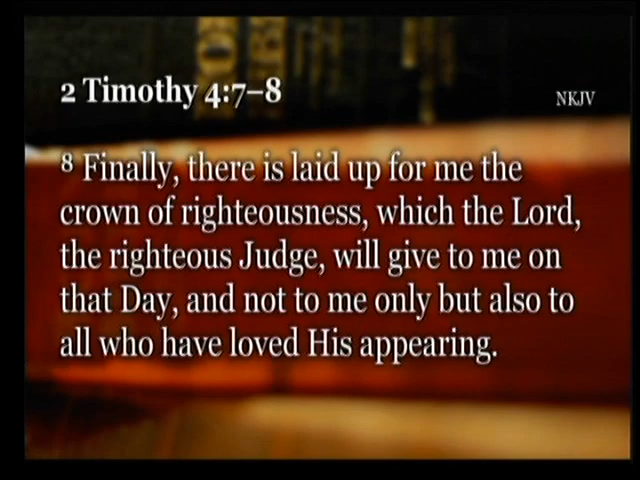 2 Timothy 4:7–8
NKJV
8 Finally, there is laid up for me the
crown of righteousness, which the Lord,
the righteous Judge, will give to me on
that Day, and not to me only but also to
all who have loved His appearing.